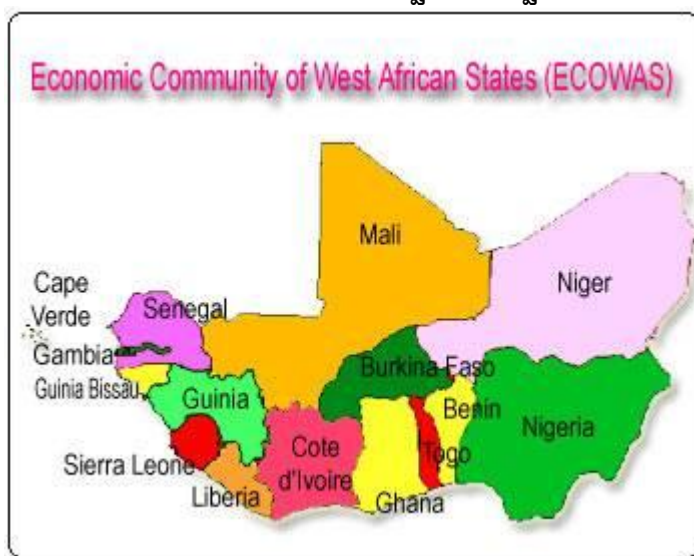 Economic Community of West African States (ECOWAS)
Mali
Niger
Cape
Verde
Senegal
Gambia
Guinia Bissau
Guinia
Burkina Faso
Benin
Nigeria
Togo
Cote
d'Ivoire
Sierra Leone
Liberia
Ghana